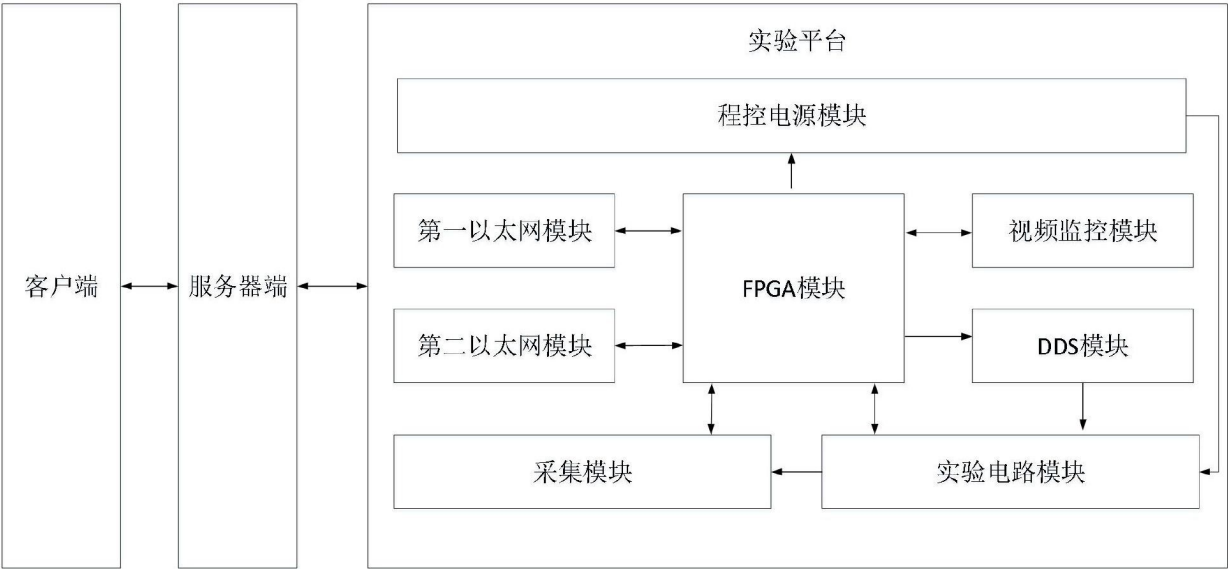 实验平台
程控电源模块
第一以太网模块
视频监控模块
客户端
服务器端
FPGA模块
第二以太网模块
DDS模块
采集模块
实验电路模块